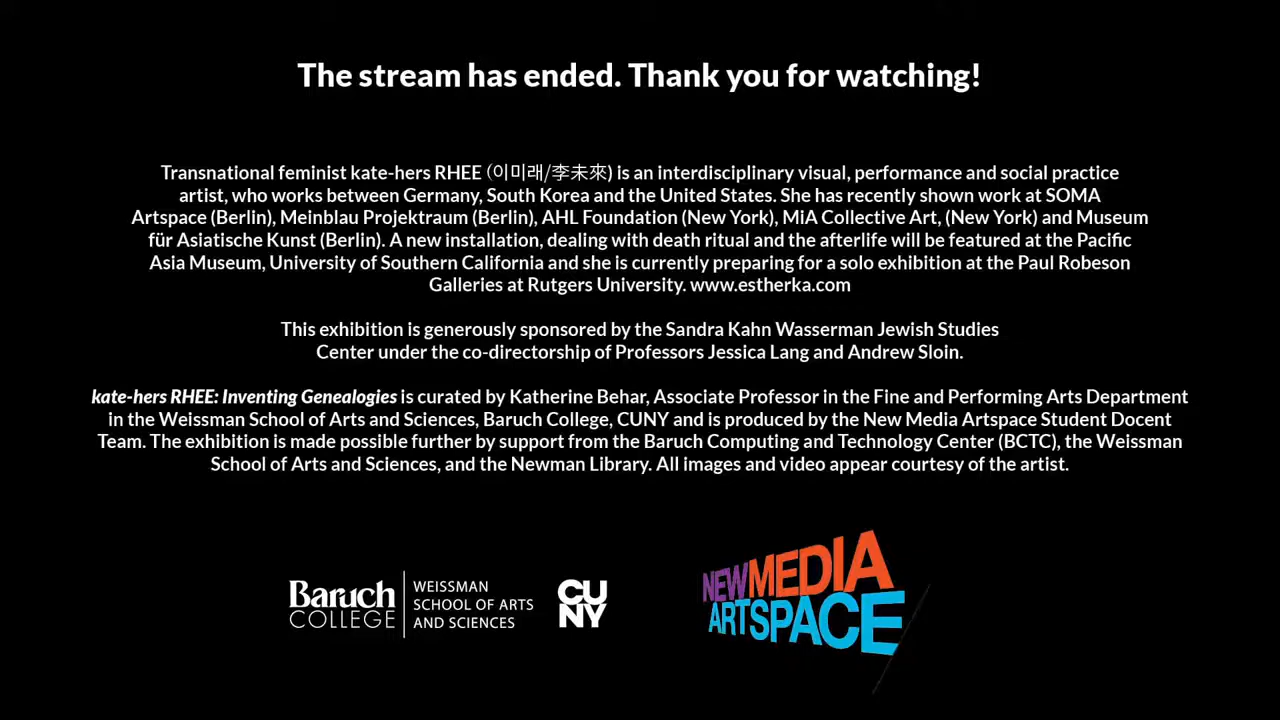 The stream has ended. Thank you for watching!
Transnational feminist kate-hers RHEE (이미래/李未來) is an interdisciplinary visual, performance and social practice
artist, who works between Germany, South Korea and the United States. She has recently shown work at SOMA
Artspace (Berlin), Meinblau Projektraum (Berlin), AHL Foundation (New York), MiA Collective Art, (New York) and Museum
für Asiatische Kunst (Berlin). A new installation, dealing with death ritual and the afterlife will be featured at the Pacific
Asia Museum, University of Southern California and she is currently preparing for a solo exhibition at the Paul Robeson
Galleries at Rutgers University. www.estherka.com
This exhibition is generously sponsored by the Sandra Kahn Wasserman Jewish Studies
Center under the co-directorship of Professors Jessica Lang and Andrew Sloin.
kate-hers RHEE: Inventing Genealogies is curated by Katherine Behar, Associate Professor in the Fine and Performing Arts Department
in the Weissman School of Arts and Sciences, Baruch College, CUNY and is produced by the New Media Artspace Student Docent
Team. The exhibition is made possible further by support from the Baruch Computing and Technology Center (BCTC), the Weissman
School of Arts and Sciences, and the Newman Library. All images and video appear courtesy of the artist.
Baruch
COLLEGE
WEISSMAN
SCHOOL OF ARTS
AND SCIENCES
CU
NY
NEWMEDIA
ARTSPACE